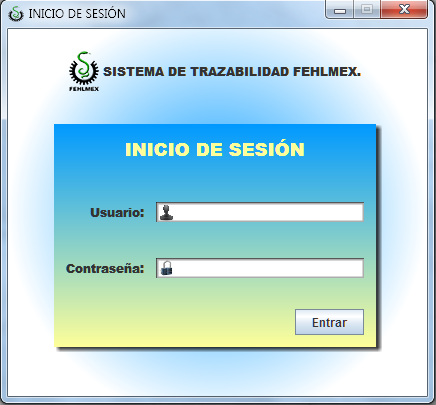 INICIO DE SESIÓN
SISTEMA DE TRAZABILIDAD FEHLMEX.
FEHLMEX
INICIO DE SESIÓN
Usuario:
Contraseña:
Entrar